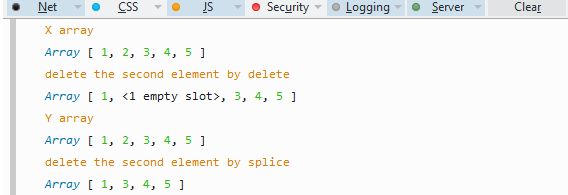 Net CSS JS Security Logging Server Clear
X array
Array [ 1, 2, 3, 4, 5 ]
delete the second element by delete
Array [ 1, <1 empty slot>, 3, 4, 5 ]
Y array
Array [ 1, 2, 3, 4, 5 ]
delete the second element by splice
Array [ 1, 3, 4, 5 ]